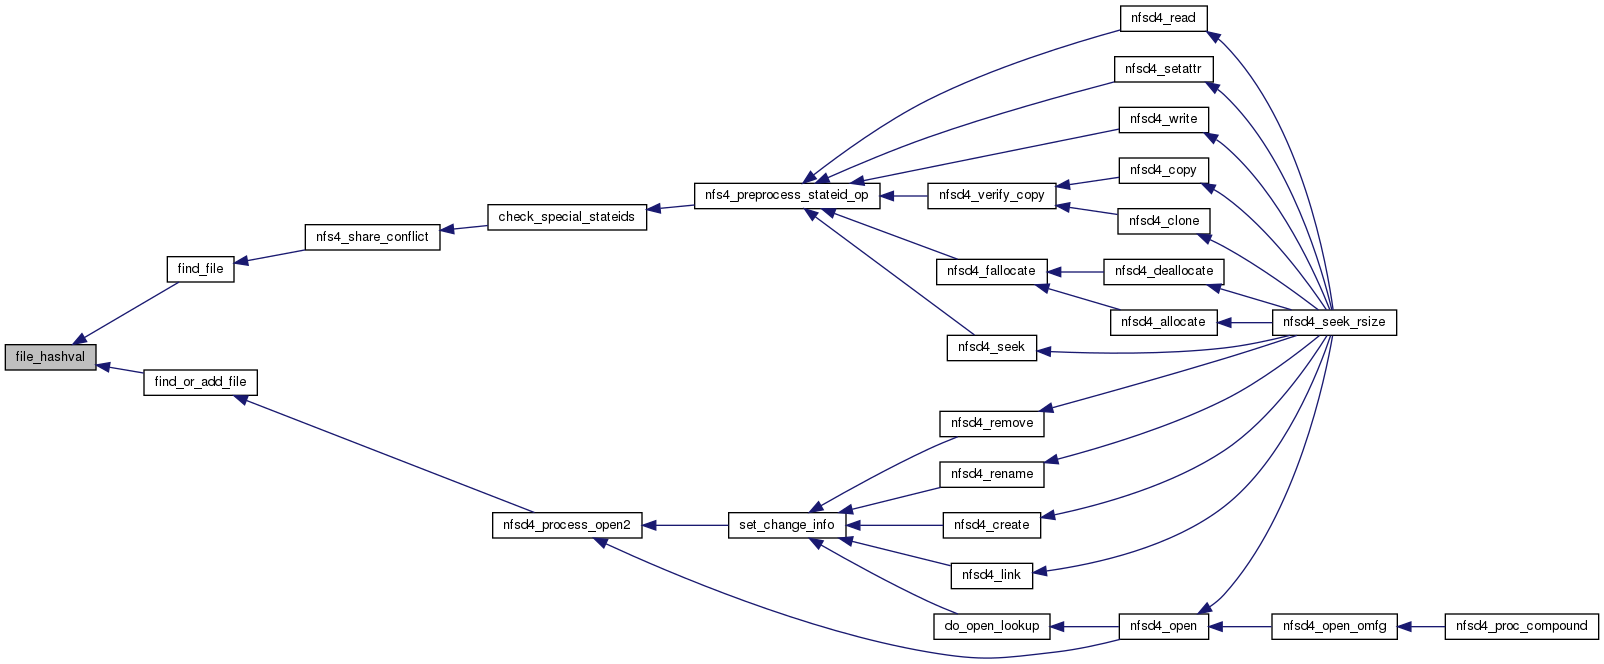 nfsd4_read
nfsd4_setattr
nfsd4_write
nfsd4_copy
nfs4_preprocess_stateid_op
nfsd4_verify_copy
check_special_stateids
nfsd4_clone
nfs4_share_conflict
find_file
nfsd4_fallocate
nfsd4_deallocate
nfsd4_allocate
nfsd4_seek_rsize
nfsd4_seek
file_hashval
find_or_add_file
nfsd4_remove
nfsd4_rename
nfsd4_process_open2
set_change_info
nfsd4_create
nfsd4_link
do_open_lookup
nfsd4_open
nfsd4_open_omfg
nfsd4_proc_compound